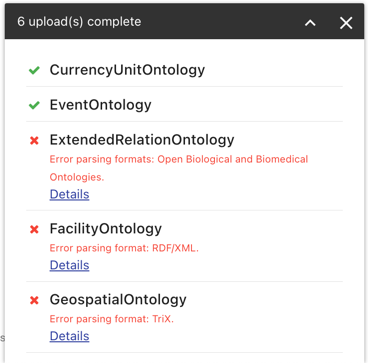 6 upload(s) complete
CurrencyUnitOntology
EventOntology
ExtendedRelationOntology
Error parsing formats: Open Biological and Biomedical
Ontologies.
Details
FacilityOntology
Error parsing format: RDF/XML.
Details
GeospatialOntology
Error parsing format: TriX.
Details
s